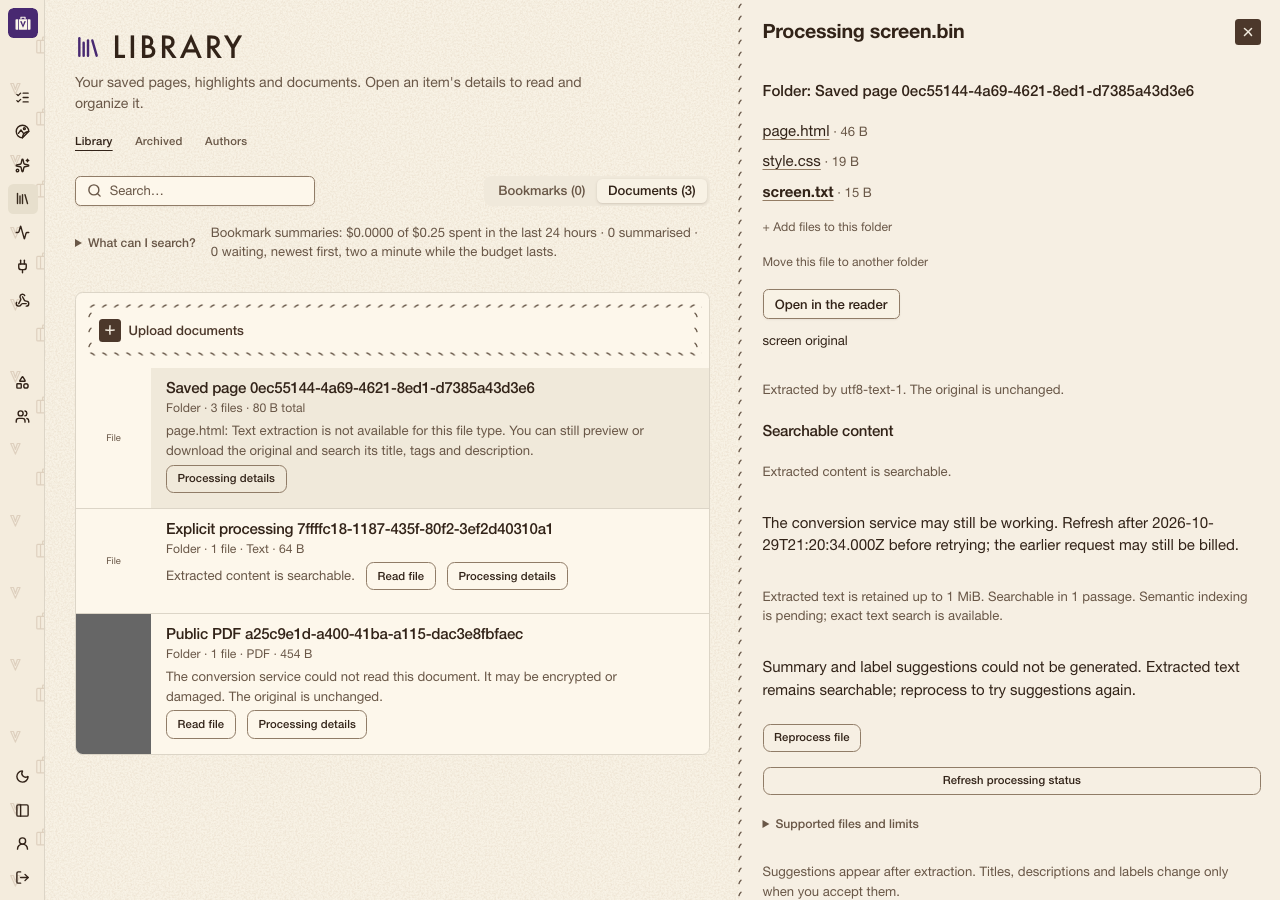 LIBRARY
Your saved pages, highlights and documents. Open an item's details to read and
organize it.
Library
Archived
Authors
Search…
Bookmarks (0)
Documents (3)
What can I search?
Bookmark summaries: $0.0000 of $0.25 spent in the last 24 hours · 0 summarised ·
0 waiting, newest first, two a minute while the budget lasts.
Upload documents
File
Saved page 0ec55144-4a69-4621-8ed1-d7385a43d3e6
Folder · 3 files · 80 B total
page.html: Text extraction is not available for this file type. You can still preview or
download the original and search its title, tags and description.
Processing details
File
Explicit processing 7ffffc18-1187-435f-80f2-3ef2d40310a1
Folder · 1 file · Text · 64 B
Extracted content is searchable.
Read file
Processing details
Public PDF a25c9e1d-a400-41ba-a115-dac3e8fbfaec
Folder · 1 file · PDF · 454 B
The conversion service could not read this document. It may be encrypted or
damaged. The original is unchanged.
Read file
Processing details
Processing screen.bin
Folder: Saved page 0ec55144-4a69-4621-8ed1-d7385a43d3e6
page.html · 46 B
style.css · 19 B
screen.txt · 15 B
+ Add files to this folder
Move this file to another folder
Open in the reader
screen original
Extracted by utf8-text-1. The original is unchanged.
Searchable content
Extracted content is searchable.
The conversion service may still be working. Refresh after 2026-10-
29T21:20:34.000Z before retrying; the earlier request may still be billed.
Extracted text is retained up to 1 MiB. Searchable in 1 passage. Semantic indexing
is pending; exact text search is available.
Summary and label suggestions could not be generated. Extracted text
remains searchable; reprocess to try suggestions again.
Reprocess file
Refresh processing status
Supported files and limits
Suggestions appear after extraction. Titles, descriptions and labels change only
when you accept them.